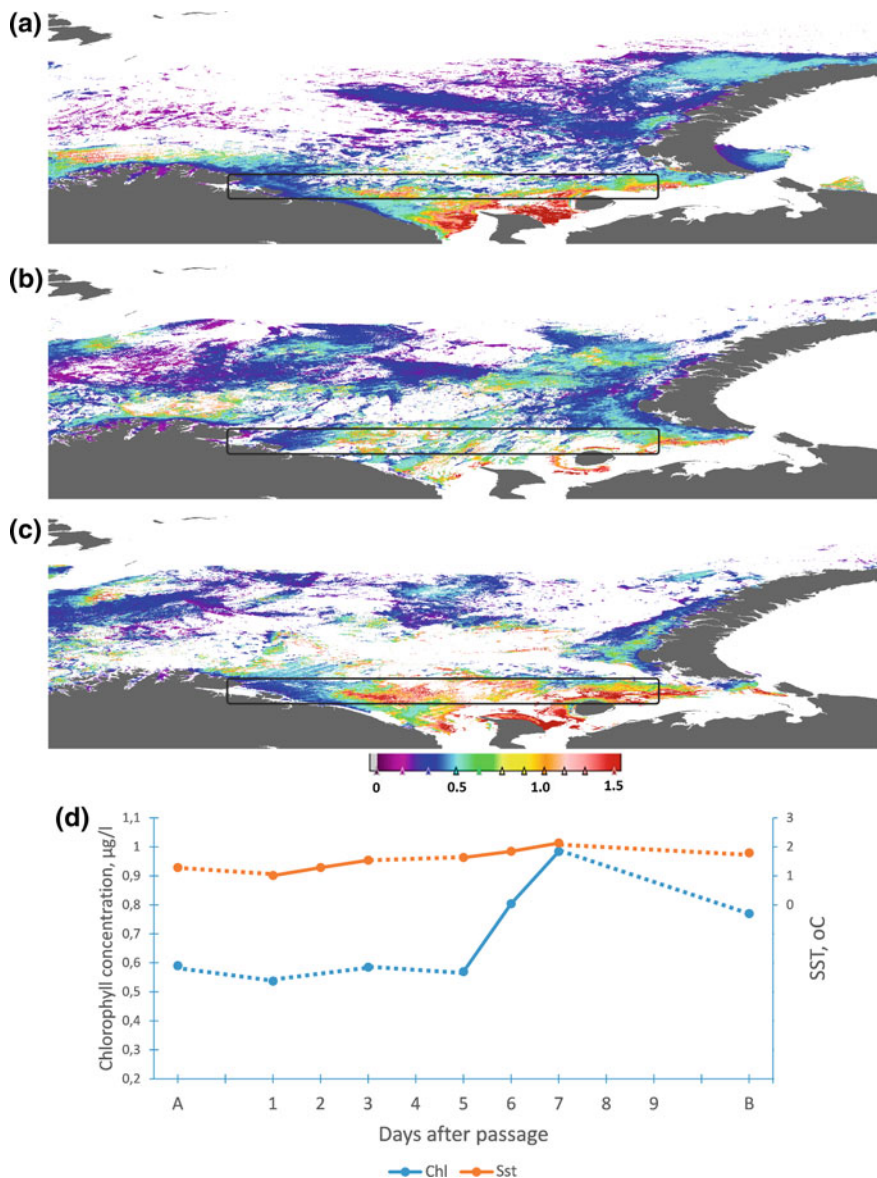 (a)
(b)
(c)
0 0.5 1.0 1.5
(d)
Chlorophyll concentration, µg/l
1,1
1
0,9
0,8
0,7
0,6
0,5
0,4
0,3
0,2
3
2
1
0
SST, oC
A 1 2 3 5 6 7 8 9 B
Days after passage
Chl Sst